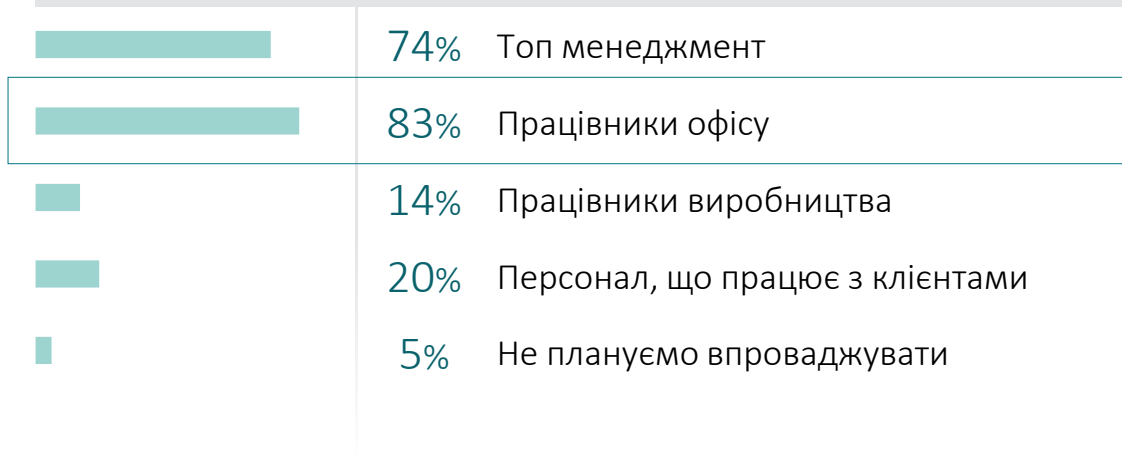 74% Топ менеджмент
83% Працівники офісу
14% Працівники виробництва
20% Персонал, що працює з клієнтами
5% Не плануємо впроваджувати